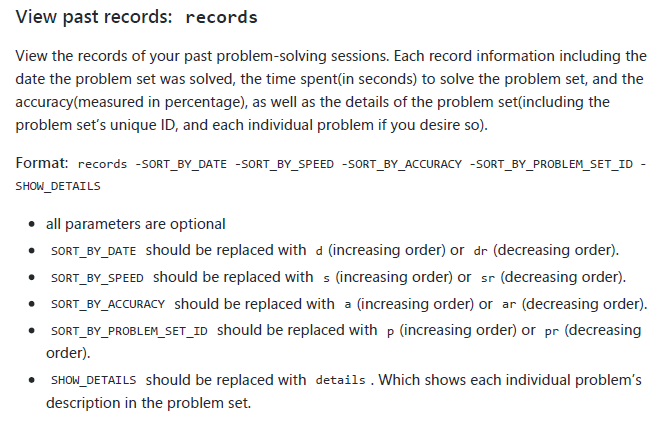 View past records: records
View the records of your past problem-solving sessions. Each record information including the
date the problem set was solved, the time spent(in seconds) to solve the problem set, and the
accuracy(measured in percentage), as well as the details of the problem set(including the
problem set's unique ID, and each individual problem if you desire so).
Format: records -SORT_BY_DATE -SORT_BY_SPEED -SORT_BY_ACCURACY -SORT_BY_PROBLEM_SET_ID -
SHOW_DETAILS
• all parameters are optional
• SORT_BY_DATE should be replaced with d (increasing order) or dr (decreasing order).
• SORT_BY_SPEED should be replaced with s (increasing order) or sr (decreasing order).
• SORT_BY_ACCURACY should be replaced with a (increasing order) or ar (decreasing order).
• SORT_BY_PROBLEM_SET_ID should be replaced with p (increasing order) or pr (decreasing
order).
• SHOW_DETAILS should be replaced with details . Which shows each individual problem's
description in the problem set.